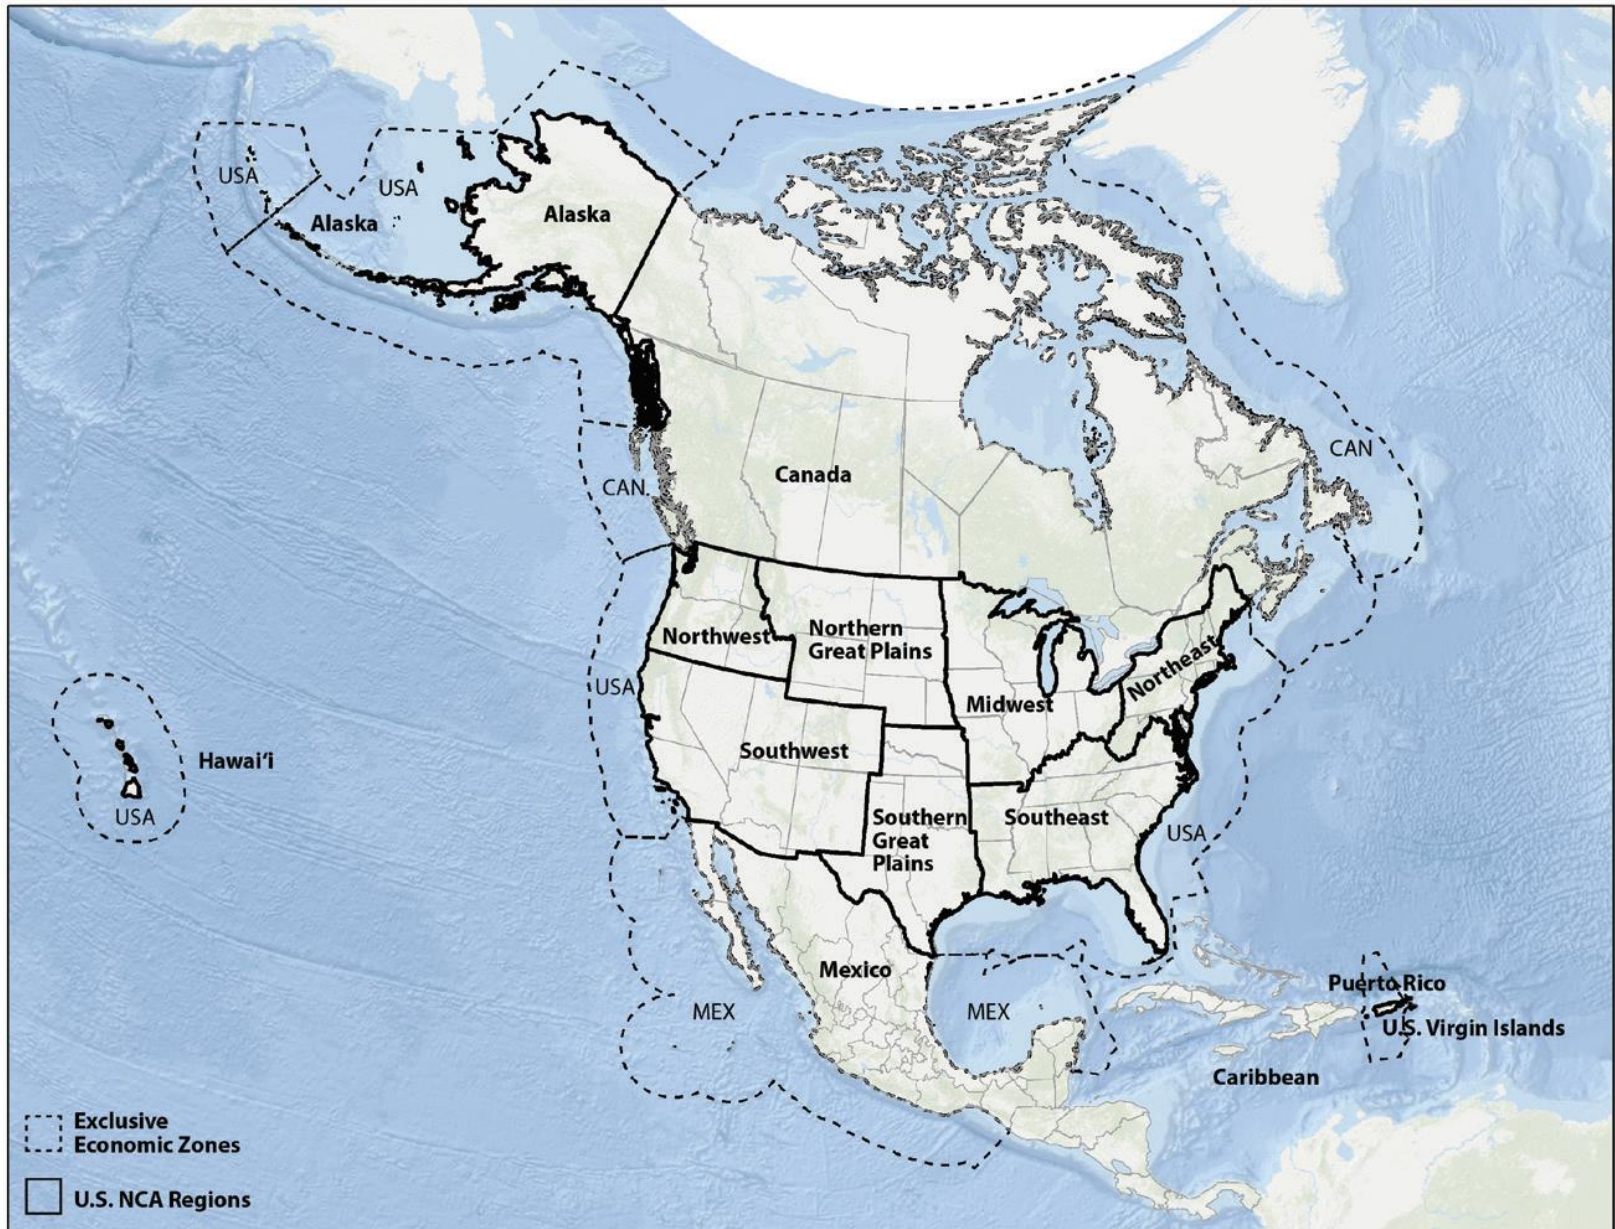 USA
USA
Alaska
Alaska
CAN
Canada
CAN
Northwest
Northern
Great Plains
Northeast
USA
Midwest
Southwest
Hawai‘i
USA
Southern
Great
Plains
Southeast
USA
Mexico
MEX
MEX
Puerto Rico
U.S. Virgin Islands
Caribbean
Exclusive
Economic Zones
U.S. NCA Regions